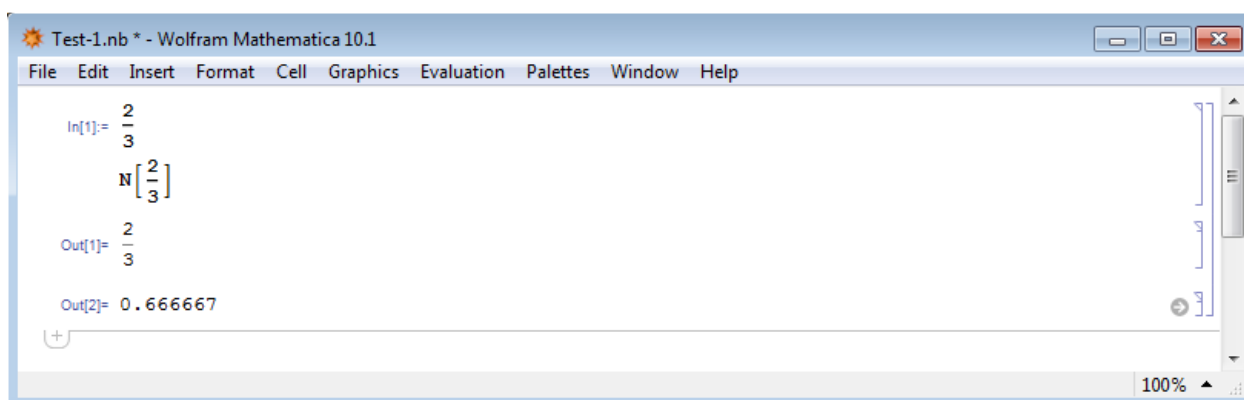 Test-1.nb * - Wolfram Mathematica 10.1
File Edit Insert Format Cell Graphics Evaluation Palettes Window Help
In[1]:= 2/3
N[2/3]
Out[1]= 2/3
Out[2]= 0.666667
100%